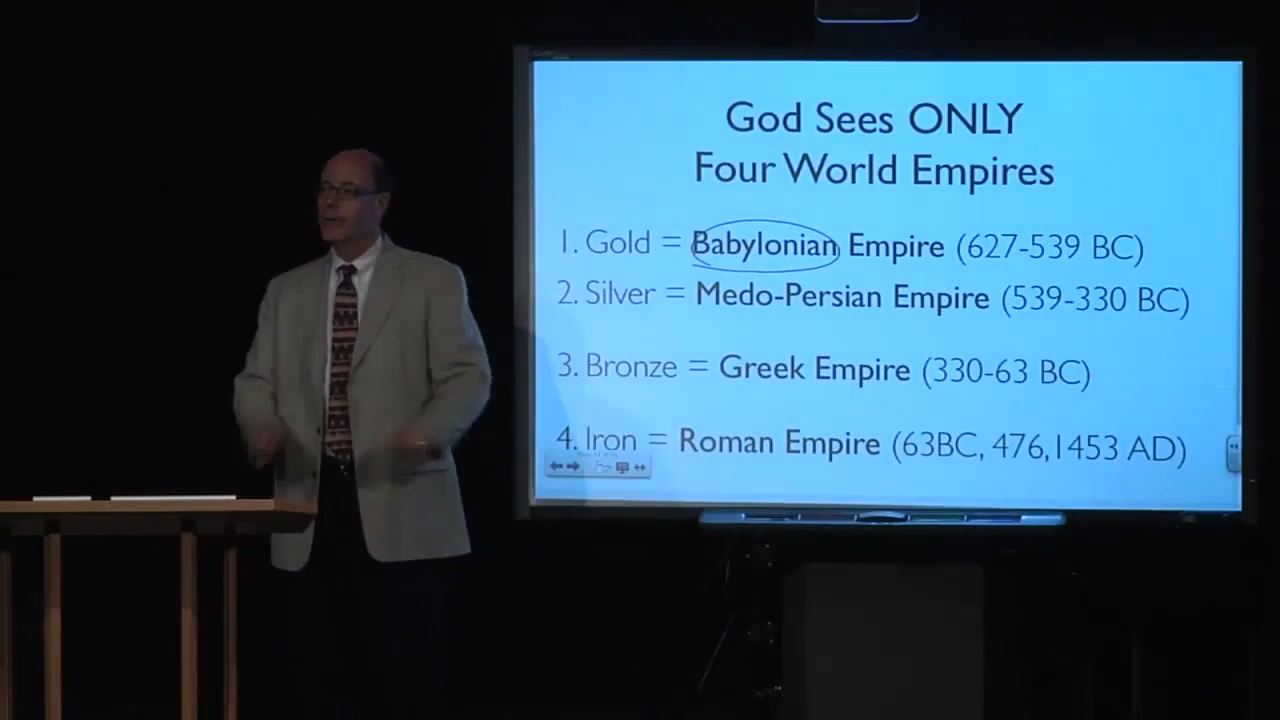 God Sees ONLY
Four World Empires
1. Gold = Babylonian Empire (627-539 BC)
2. Silver = Medo-Persian Empire (539-330 BC)
3. Bronze = Greek Empire (330-63 BC)
4. Iron = Roman Empire (63BC, 476,1453 AD)